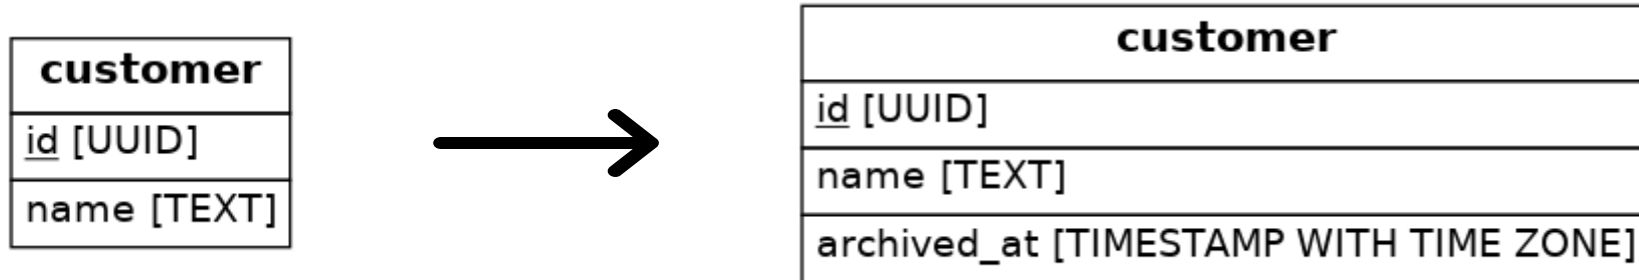 customer
id [UUID]
name [TEXT]
customer
id [UUID]
name [TEXT]
archived_at [TIMESTAMP WITH TIME ZONE]